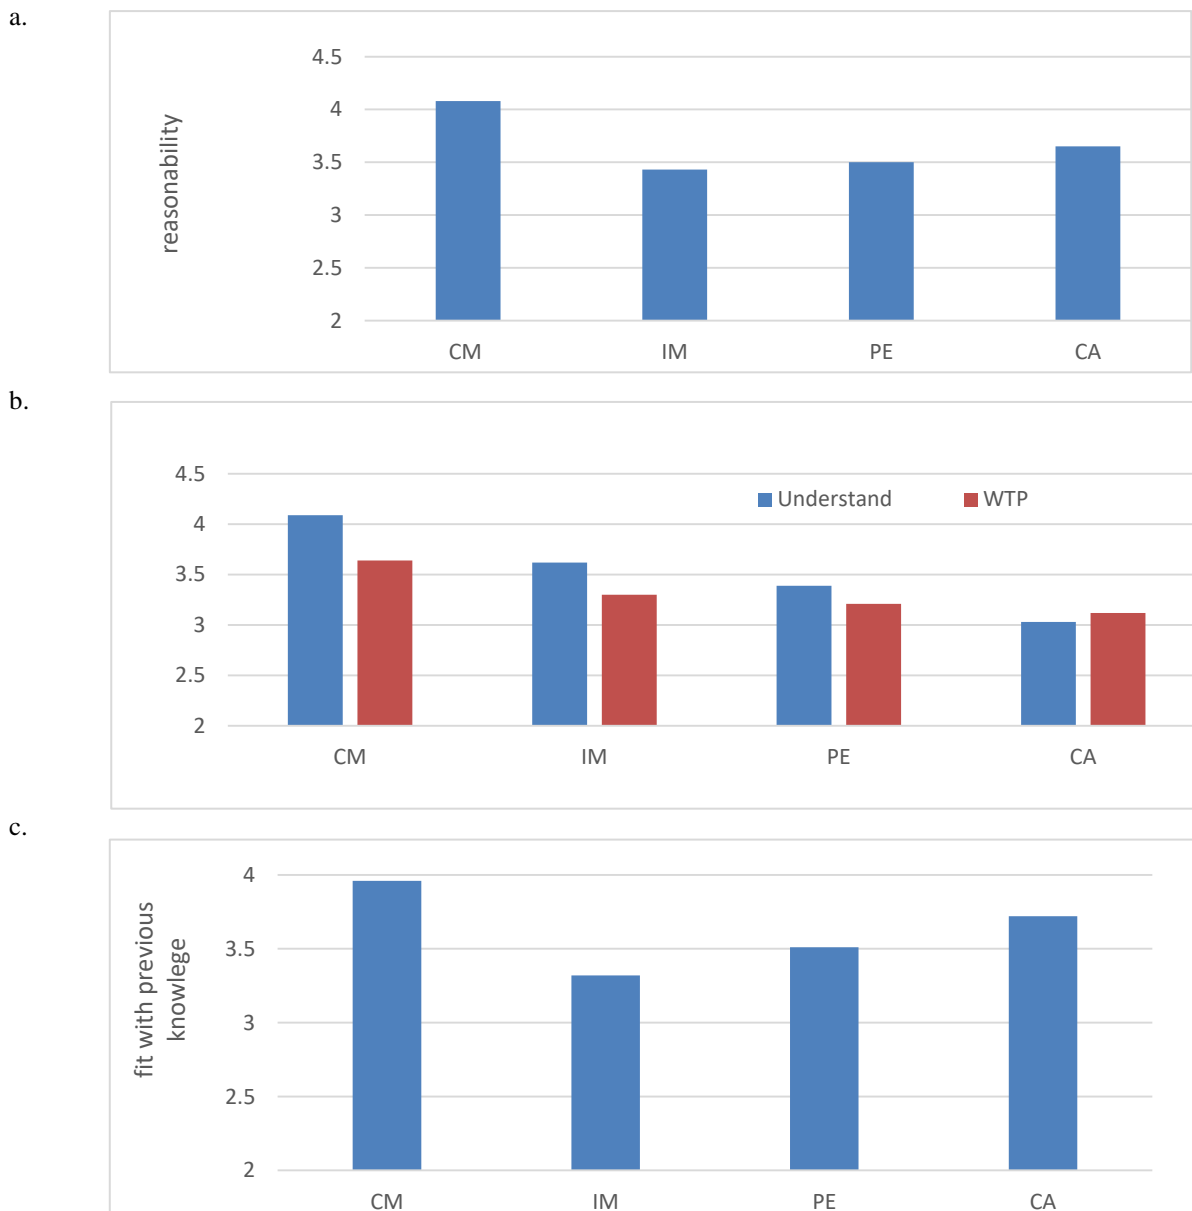 a.
reasonability
4.5
4
3.5
3
2.5
2
CM IM PE CA
b.
4.5
4
3.5
3
2.5
2
Understand WTP
CM IM PE CA
c.
fit with previous
knowlege
4
3.5
3
2.5
2
CM IM PE CA